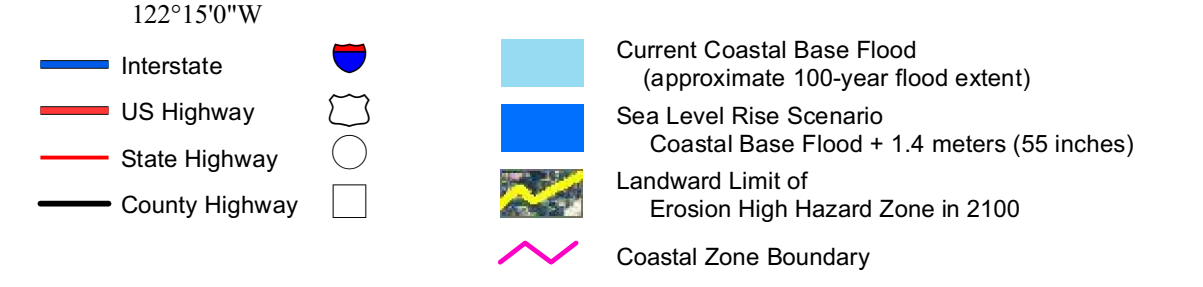 122°15'0"W
Interstate
US Highway
State Highway
County Highway
Current Coastal Base Flood
(approximate 100-year flood extent)
Sea Level Rise Scenario
Coastal Base Flood + 1.4 meters (55 inches)
Landward Limit of
Erosion High Hazard Zone in 2100
Coastal Zone Boundary